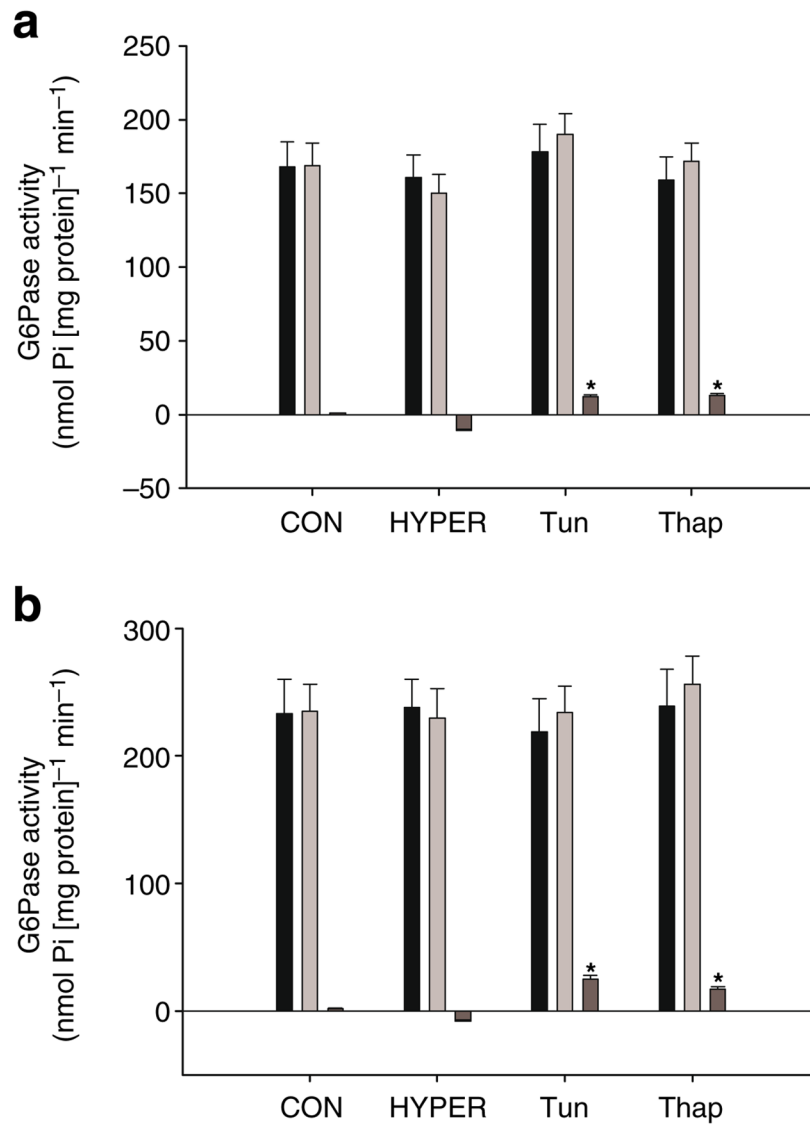 a
G6Pase activity
(nmol Pi [mg protein]⁻¹ min⁻¹)
250
200
150
100
50
0
–50
*
*
CON HYPER Tun Thap
b
G6Pase activity
(nmol Pi [mg protein]⁻¹ min⁻¹)
300
200
100
0
*
*
CON HYPER Tun Thap